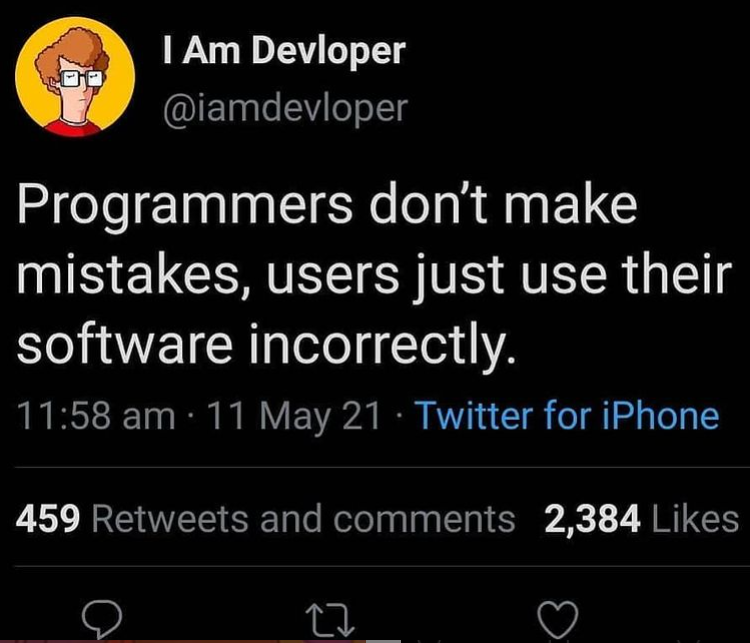 I Am Devloper
@iamdevloper
Programmers don’t make
mistakes, users just use their
software incorrectly.
11:58 am · 11 May 21 · Twitter for iPhone
459 Retweets and comments 2,384 Likes